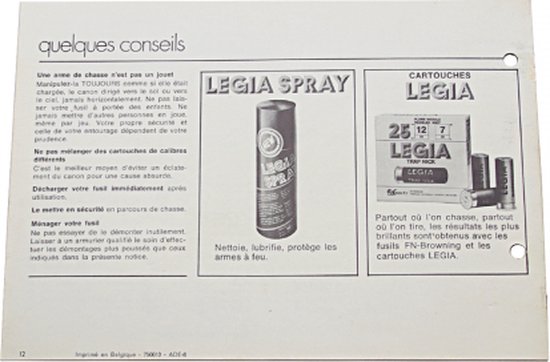 quelques conseils
Une arme de chasse n'est pas un jouet
Manipulez-la TOUJOURS comme si elle était
chargée, le canon dirigé vers le sol ou vers
le ciel, jamais horizontalement. Ne pas lais-
ser votre fusil à portée des enfants. Ne
jamais mettre d'autres personnes en joue,
même par jeu. Votre propre sécurité et
celle de votre entourage dépendent de votre
prudence.
Ne pas mélanger des cartouches de calibres
différents
C'est le meilleur moyen d'éviter un éclate-
ment du canon pour une cause absurde.
Décharger votre fusil immédiatement après
utilisation.
Le mettre en sécurité en parcours de chasse.
Ménager votre fusil
Ne pas essayer de le démonter inutilement.
Laisser à un armurier qualifié le soin d'effec-
tuer les démontages plus poussés que ceux
indiqués dans la présente notice.
LEGIA SPRAY
LEGIA
SPRAY
Nettoie, lubrifie, protège les
armes à feu.
CARTOUCHES
LEGIA
25 12 7
LEGIA
TRAP NICK
LEGIA
TRAP NICK
LEGIA
Partout où l'on chasse, partout
où l'on tire, les résultats les plus
brillants sont obtenus avec les
fusils FN-Browning et les
cartouches LEGIA.
12 Imprimé en Belgique - 750013 - ADE-6